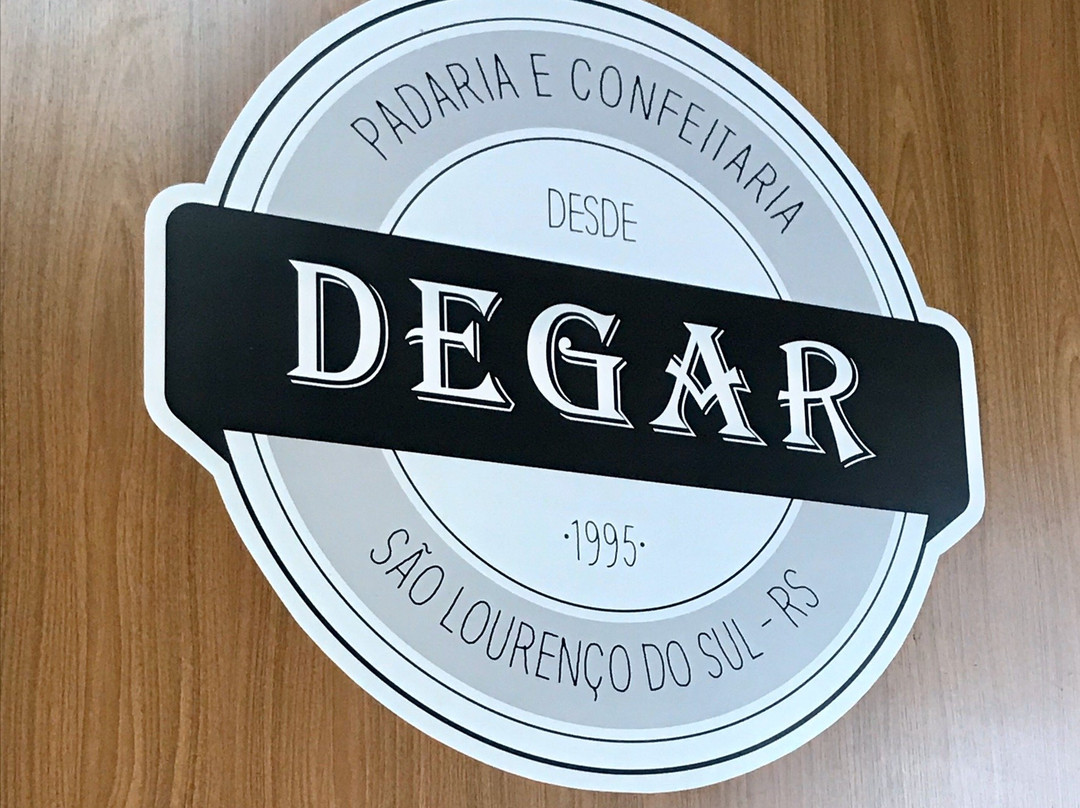 PADARIA E CONFEITARIA
DESDE
DEGAR
·1995·
SÃO LOURENÇO DO SUL - RS